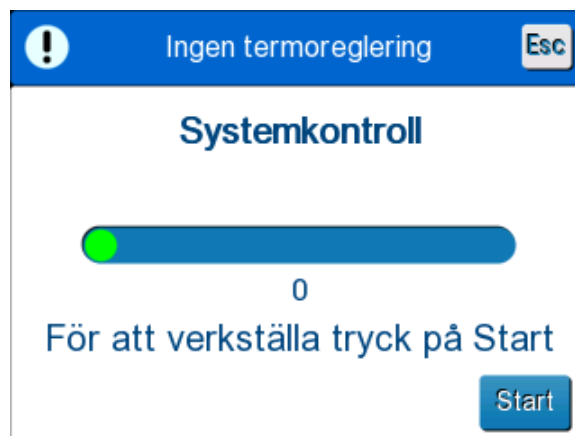 ! Ingen termoreglering Esc
Systemkontroll
0
För att verkställa tryck på Start
Start